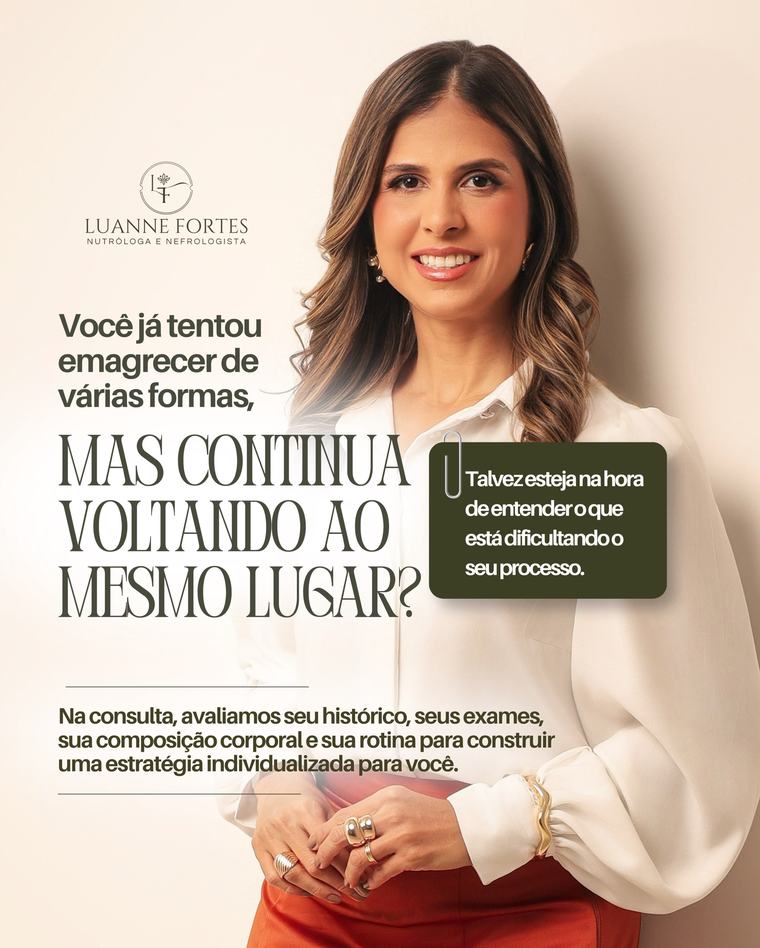 LUANNE FORTES
NUTRÓLOGA E NEFROLOGISTA
Você já tentou
emagrecer de
várias formas,
MAS CONTINUA
VOLTANDO AO
MESMO LUGAR?
Talvez esteja na hora
de entender o que
está dificultando o
seu processo.
Na consulta, avaliamos seu histórico, seus exames,
sua composição corporal e sua rotina para construir
uma estratégia individualizada para você.